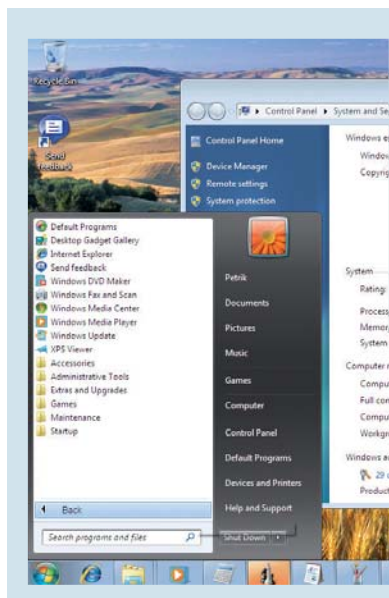 Recycle Bin
Send
feedback
Control Panel
System and Se
Control Panel Home
Device Manager
Remote settings
System protection
Windows e
Window
Copyrig
System
Rating:
Process
Memor
System
Computer n
Compu
Full con
Compu
Workgr
Windows a
29 d
Product
Default Programs
Desktop Gadget Gallery
Internet Explorer
Send feedback
Windows DVD Maker
Windows Fax and Scan
Windows Media Center
Windows Media Player
Windows Update
XPS Viewer
Accessories
Administrative Tools
Extras and Upgrades
Games
Maintenance
Startup
Back
Search programs and files
Petrik
Documents
Pictures
Music
Games
Computer
Control Panel
Default Programs
Devices and Printers
Help and Support
Shut Down